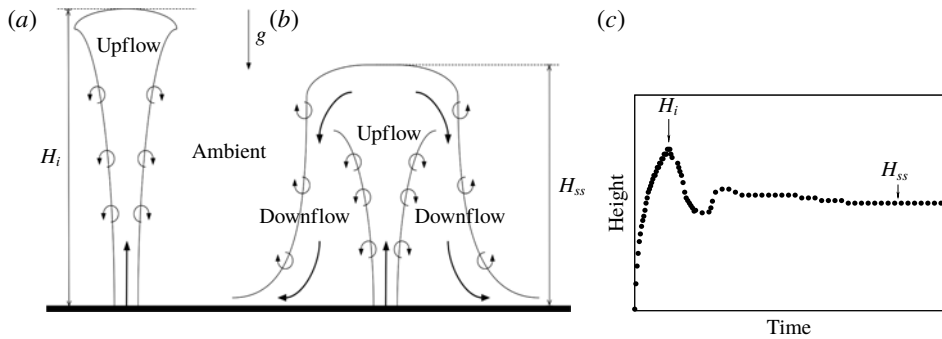 (a)
(b)
(c)
Upflow
g
H_i
Ambient
Upflow
Downflow
Downflow
H_ss
H_i
H_ss
Height
Time